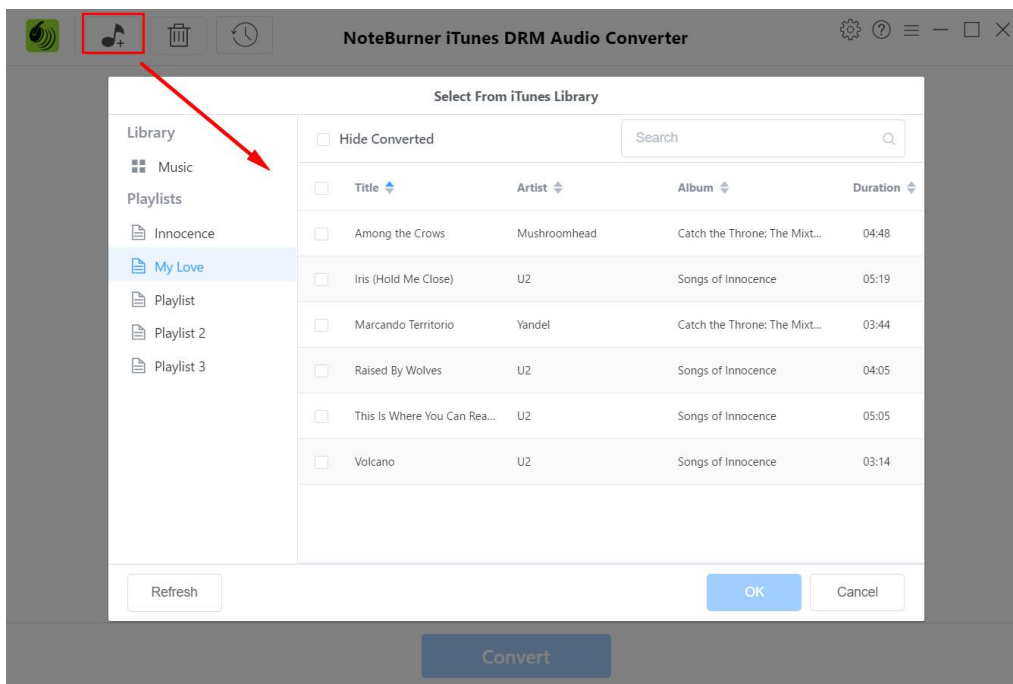 NoteBurner iTunes DRM Audio Converter
Select From iTunes Library
Library
Music
Playlists
Innocence
My Love
Playlist
Playlist 2
Playlist 3
Hide Converted
Search
Title Artist Album Duration
Among the Crows Mushroomhead Catch the Throne: The Mixt... 04:48
Iris (Hold Me Close) U2 Songs of Innocence 05:19
Marcando Territorio Yandel Catch the Throne: The Mixt... 03:44
Raised By Wolves U2 Songs of Innocence 04:05
This Is Where You Can Rea... U2 Songs of Innocence 05:05
Volcano U2 Songs of Innocence 03:14
Refresh
OK
Cancel
Convert